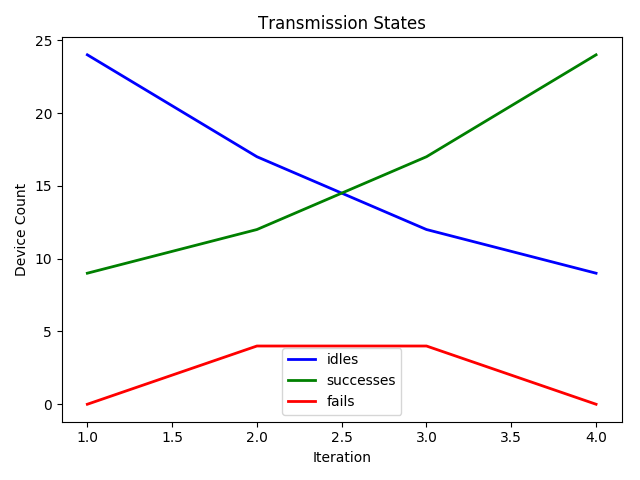 Transmission States
25
20
15
10
5
0
Device Count
idles
successes
fails
1.0 1.5 2.0 2.5 3.0 3.5 4.0
Iteration